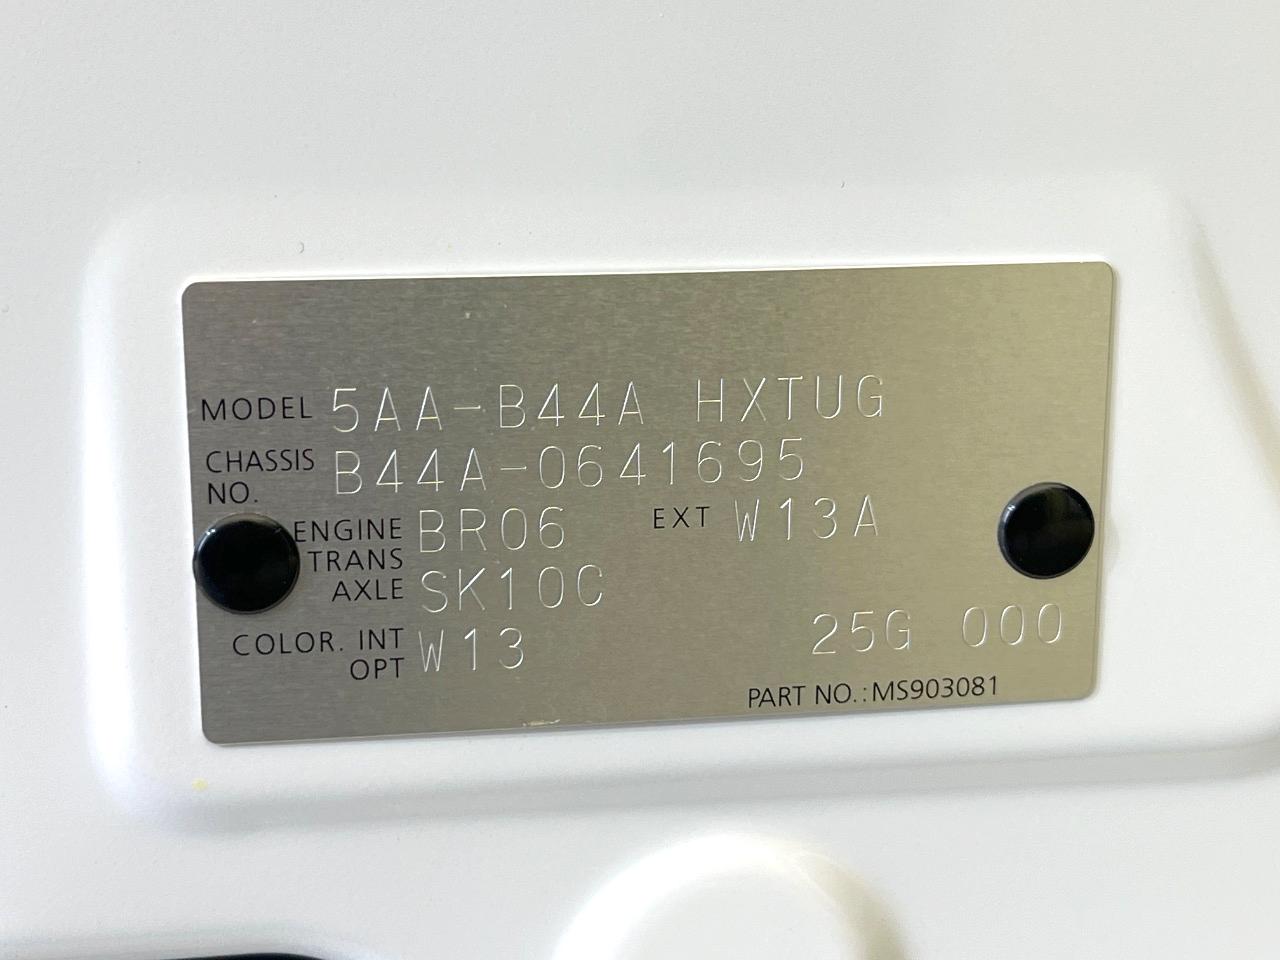 MODEL 5AA-B44A HXTUG
CHASSIS NO. B44A-0641695
ENGINE BR06 EXT W13A
TRANS AXLE SK10C
COLOR. INT OPT W13 25G 000
PART NO.:MS903081